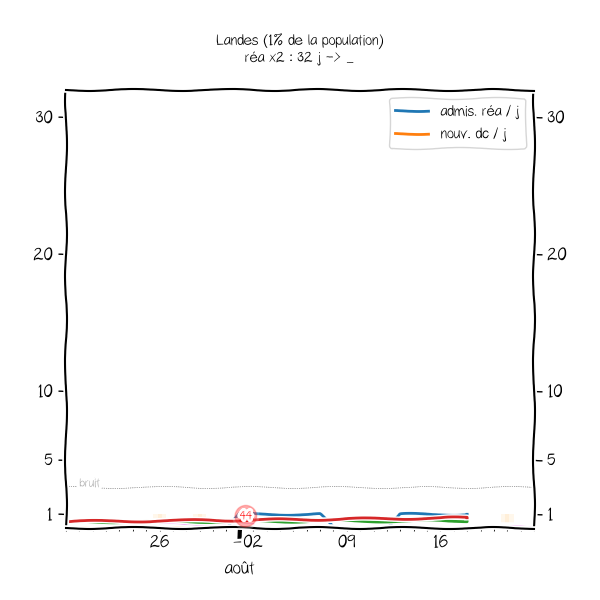 Landes (1% de la population)
réa x2 : 32 j -> _
admis. réa / j
nouv. dc / j
30
30
20
20
10
10
5
5
bruit
1
44
1
26
02
09
16
août